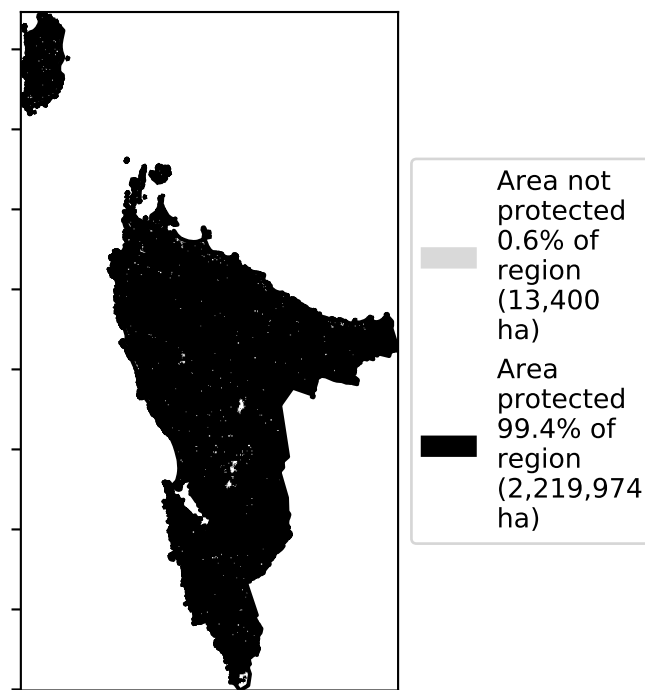 Area not
protected
0.6% of
region
(13,400
ha)
Area
protected
99.4% of
region
(2,219,974
ha)